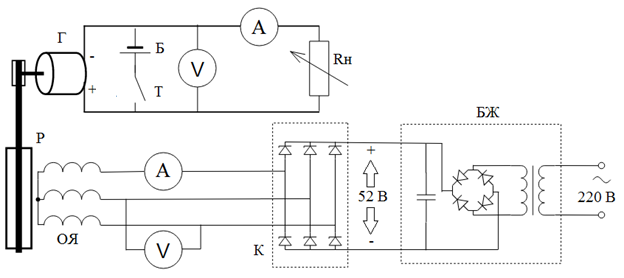 Г
-
+
Б
Т
V
A
Rн
Р
ОЯ
A
V
К
+
52 В
-
БЖ
220 В